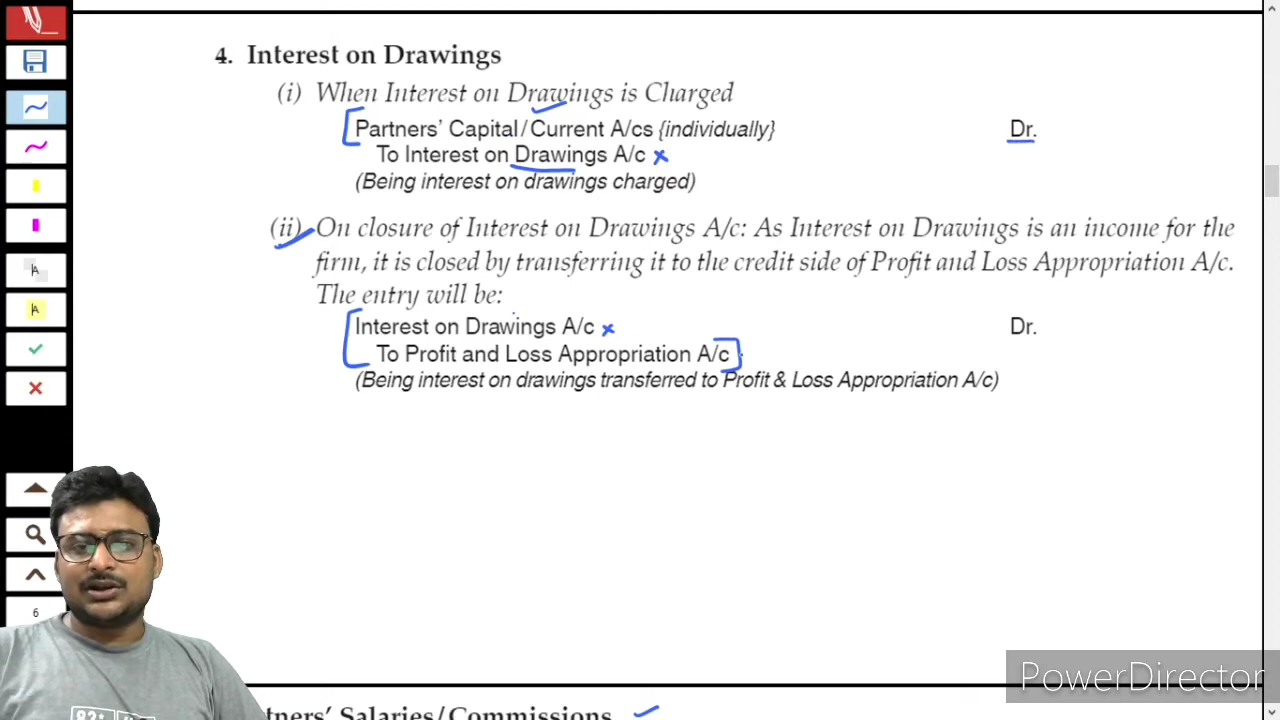 4. Interest on Drawings
(i) When Interest on Drawings is Charged
Partners' Capital/Current A/cs {individually} Dr.
To Interest on Drawings A/c
(Being interest on drawings charged)
(ii) On closure of Interest on Drawings A/c: As Interest on Drawings is an income for the
firm, it is closed by transferring it to the credit side of Profit and Loss Appropriation A/c.
The entry will be:
Interest on Drawings A/c Dr.
To Profit and Loss Appropriation A/c
(Being interest on drawings transferred to Profit & Loss Appropriation A/c)
A
A
6
PowerDirector
tners' Salaries/Commissions